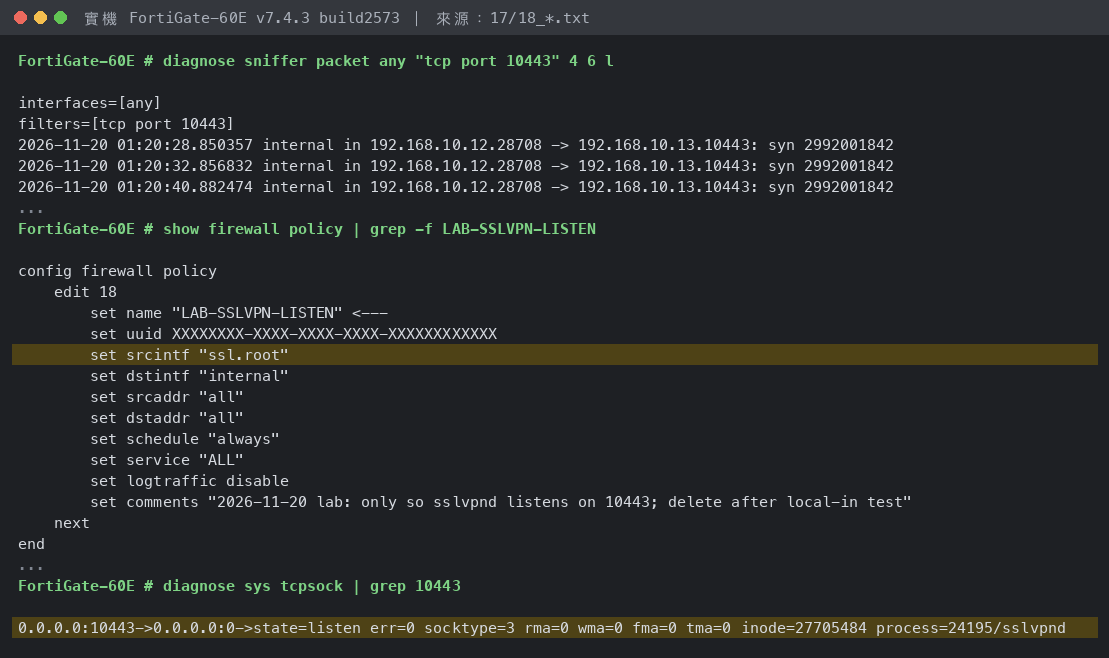 實機 FortiGate-60E v7.4.3 build2573 | 來源：17/18_*.txt
FortiGate-60E # diagnose sniffer packet any "tcp port 10443" 4 6 l
interfaces=[any]
filters=[tcp port 10443]
2026-11-20 01:20:28.850357 internal in 192.168.10.12.28708 -> 192.168.10.13.10443: syn 2992001842
2026-11-20 01:20:32.856832 internal in 192.168.10.12.28708 -> 192.168.10.13.10443: syn 2992001842
2026-11-20 01:20:40.882474 internal in 192.168.10.12.28708 -> 192.168.10.13.10443: syn 2992001842
...
FortiGate-60E # show firewall policy | grep -f LAB-SSLVPN-LISTEN
config firewall policy
    edit 18
        set name "LAB-SSLVPN-LISTEN" <---
        set uuid XXXXXXXX-XXXX-XXXX-XXXX-XXXXXXXXXXXX
        set srcintf "ssl.root"
        set dstintf "internal"
        set srcaddr "all"
        set dstaddr "all"
        set schedule "always"
        set service "ALL"
        set logtraffic disable
        set comments "2026-11-20 lab: only so sslvpnd listens on 10443; delete after local-in test"
    next
end
...
FortiGate-60E # diagnose sys tcpsock | grep 10443
0.0.0.0:10443->0.0.0.0:0->state=listen err=0 socktype=3 rma=0 wma=0 fma=0 tma=0 inode=27705484 process=24195/sslvpnd